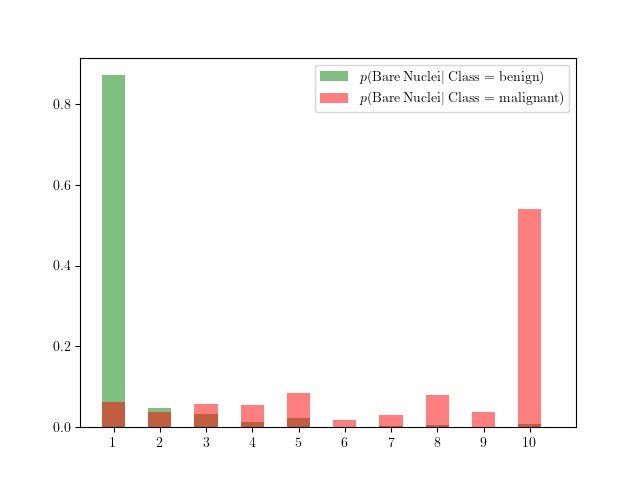 p(Bare Nuclei| Class = benign)
p(Bare Nuclei| Class = malignant)
0.8
0.6
0.4
0.2
0.0
1 2 3 4 5 6 7 8 9 10